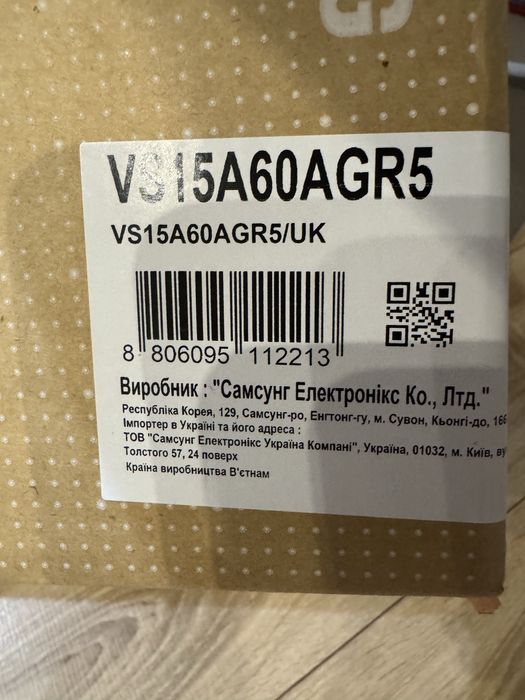 VS15A60AGR5
VS15A60AGR5/UK
8 806095 112213
Виробник : "Самсунг Електронікс Ко., Лтд."
Республіка Корея, 129, Самсунг-ро, Енгтонг-гу, м. Сувон, Кьонгі-до, 166
Імпортер в Україні та його адреса :
ТОВ "Самсунг Електронікс Україна Компані", Україна, 01032, м. Київ, ву
Толстого 57, 24 поверх
Країна виробництва В'єтнам